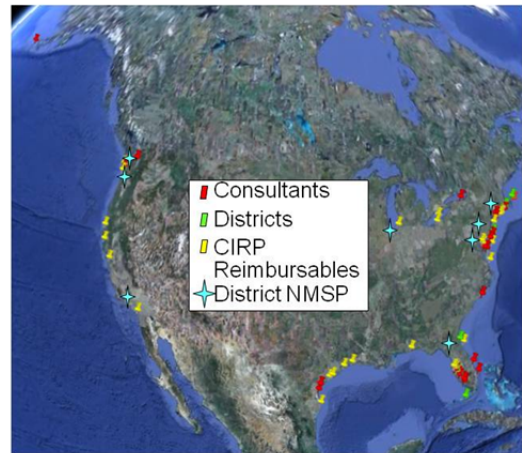 Consultants
Districts
CIRP
Reimbursables
District NMSP